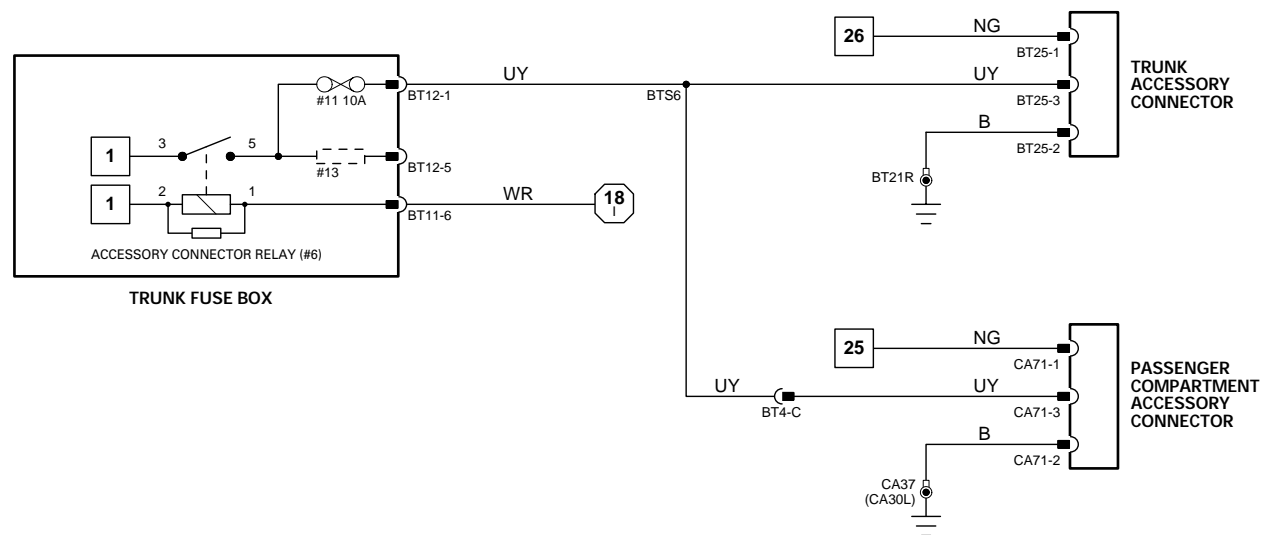 26
NG
BT25-1
UY
BT12-1
#11 10A
BTS6
UY
BT25-3
TRUNK
ACCESSORY
CONNECTOR
B
BT25-2
BT21R
1
3
5
#13
BT12-5
1
2
1
BT11-6
WR
18
I
ACCESSORY CONNECTOR RELAY (#6)
TRUNK FUSE BOX
25
NG
CA71-1
UY
BT4-C
UY
CA71-3
PASSENGER
COMPARTMENT
ACCESSORY
CONNECTOR
B
CA71-2
CA37
(CA30L)